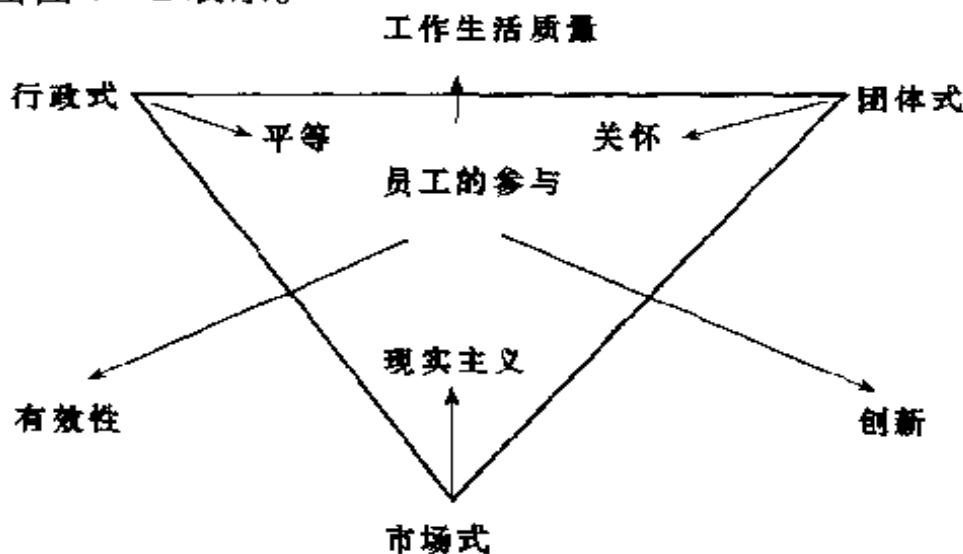 工作生活质量
行政式
团体式
平等
关怀
员工的参与
现实主义
有效性
创新
市场式